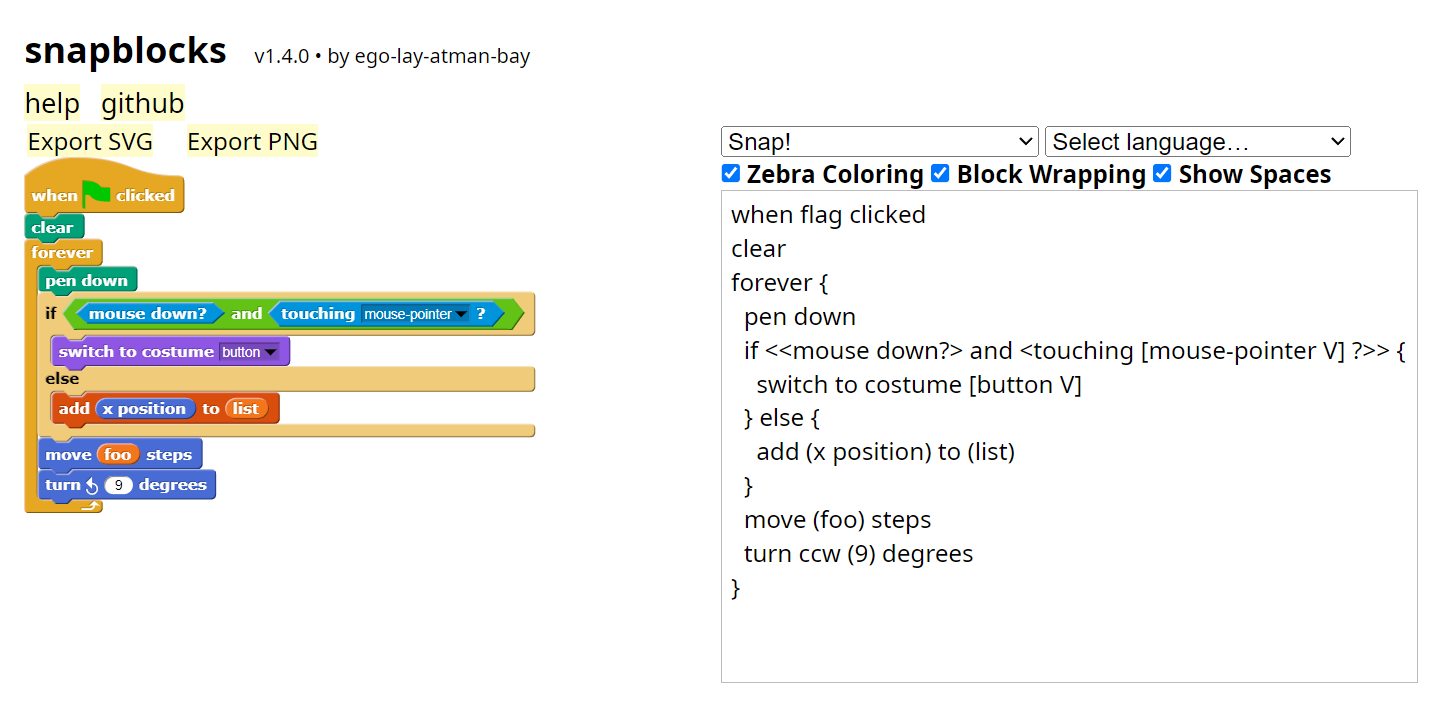 snapblocks v1.4.0 • by ego-lay-atman-bay
help github
Export SVG Export PNG
when clicked
clear
forever
pen down
if mouse down? and touching mouse-pointer ?
switch to costume button
else
add x position to list
move foo steps
turn 9 degrees
Snap! Select language…
Zebra Coloring Block Wrapping Show Spaces
when flag clicked
clear
forever {
  pen down
  if <<mouse down?> and <touching [mouse-pointer V] ?>> {
    switch to costume [button V]
  } else {
    add (x position) to (list)
  }
  move (foo) steps
  turn ccw (9) degrees
}